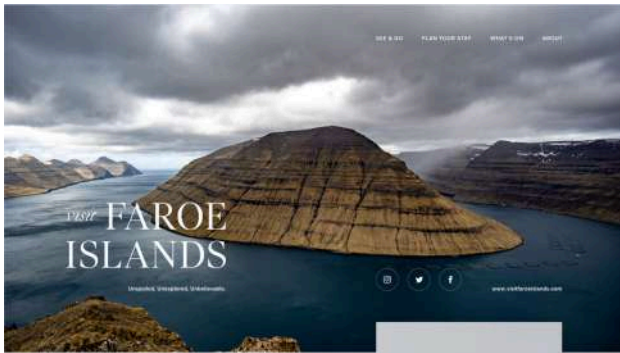 SEE & DO PLAN YOUR STAY WHAT'S ON ABOUT
visit FAROE
ISLANDS
Unspoiled, Unexplored, Unbelievable.
www.visitfaroeislands.com